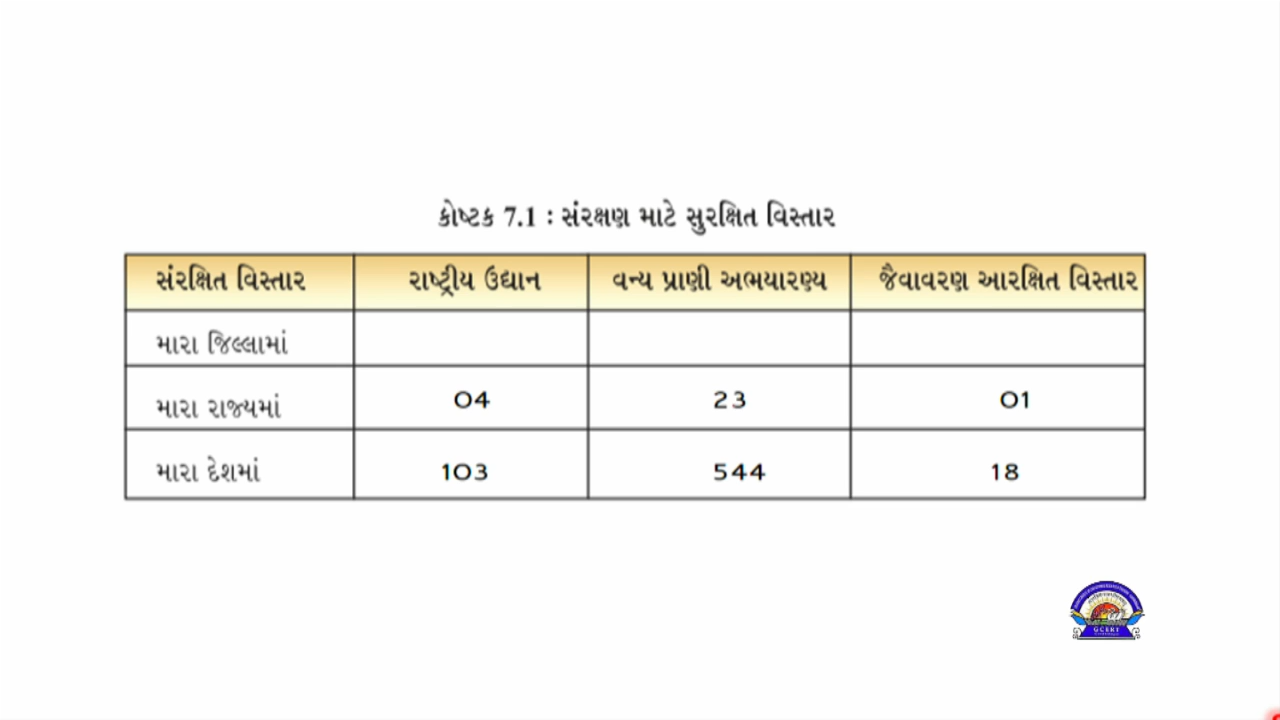 કોષ્ટક 7.1 : સંરક્ષણ માટે સુરક્ષિત વિસ્તાર
સંરક્ષિત વિસ્તાર રાષ્ટ્રીય ઉદ્યાન વન્ય પ્રાણી અભયારણ્ય જૈવાવરણ આરક્ષિત વિસ્તાર
મારા જિલ્લામાં
મારા રાજ્યમાં 04 23 01
મારા દેશમાં 103 544 18
GCERT